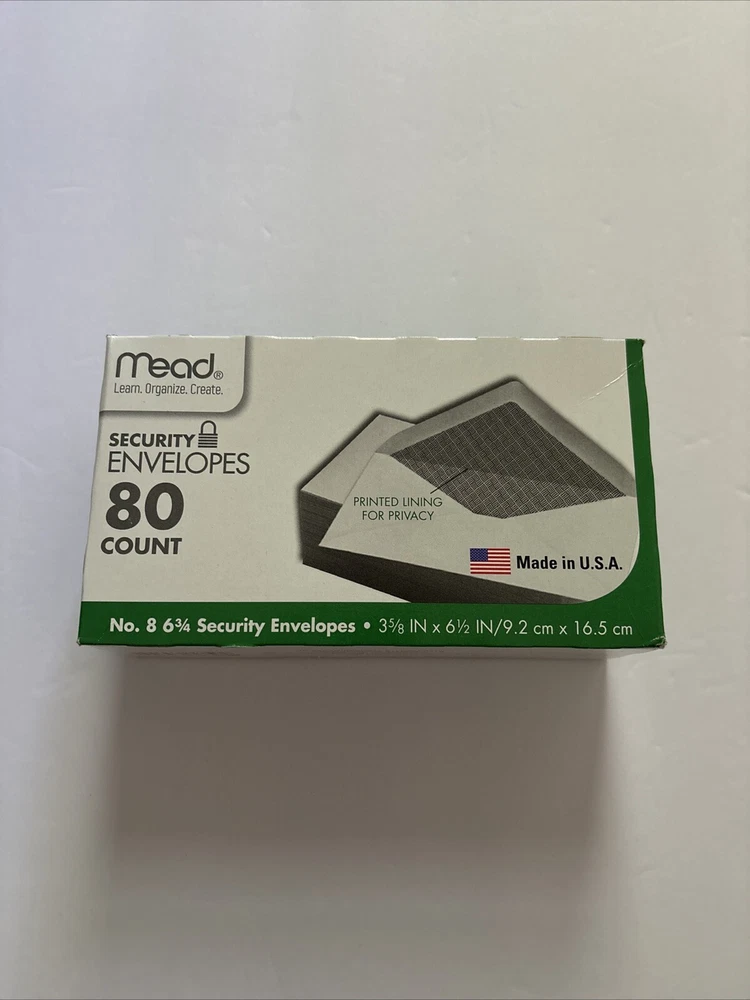 Mead®
Learn. Organize. Create.
SECURITY
ENVELOPES
80
COUNT
PRINTED LINING
FOR PRIVACY
Made in U.S.A.
No. 8 6¾ Security Envelopes • 3⅝ IN x 6½ IN/9.2 cm x 16.5 cm